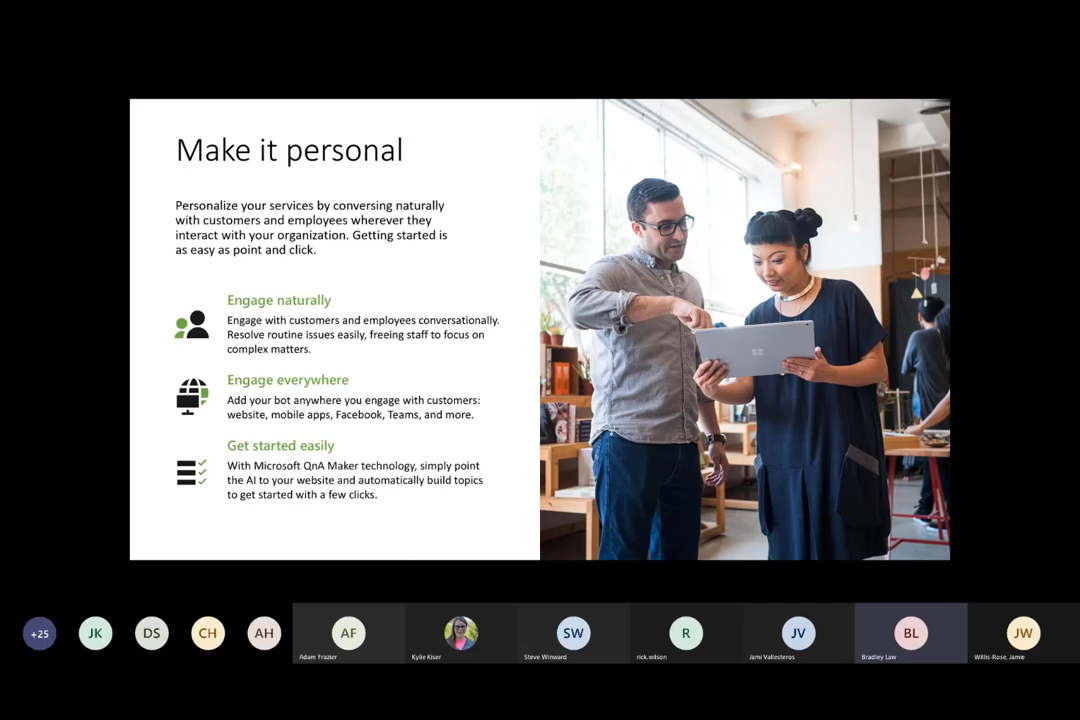 Make it personal
Personalize your services by conversing naturally
with customers and employees wherever they
interact with your organization. Getting started is
as easy as point and click.
Engage naturally
Engage with customers and employees conversationally.
Resolve routine issues easily, freeing staff to focus on
complex matters.
Engage everywhere
Add your bot anywhere you engage with customers:
website, mobile apps, Facebook, Teams, and more.
Get started easily
With Microsoft QnA Maker technology, simply point
the AI to your website and automatically build topics
to get started with a few clicks.
+25
JK
DS
CH
AH
AF
SW
R
JV
BL
JW
Adam Frazier
Kylie Kiser
Steve Winward
rick.wilson
Jami Vallesteros
Bradley Law
Willis-Rose, Jamie